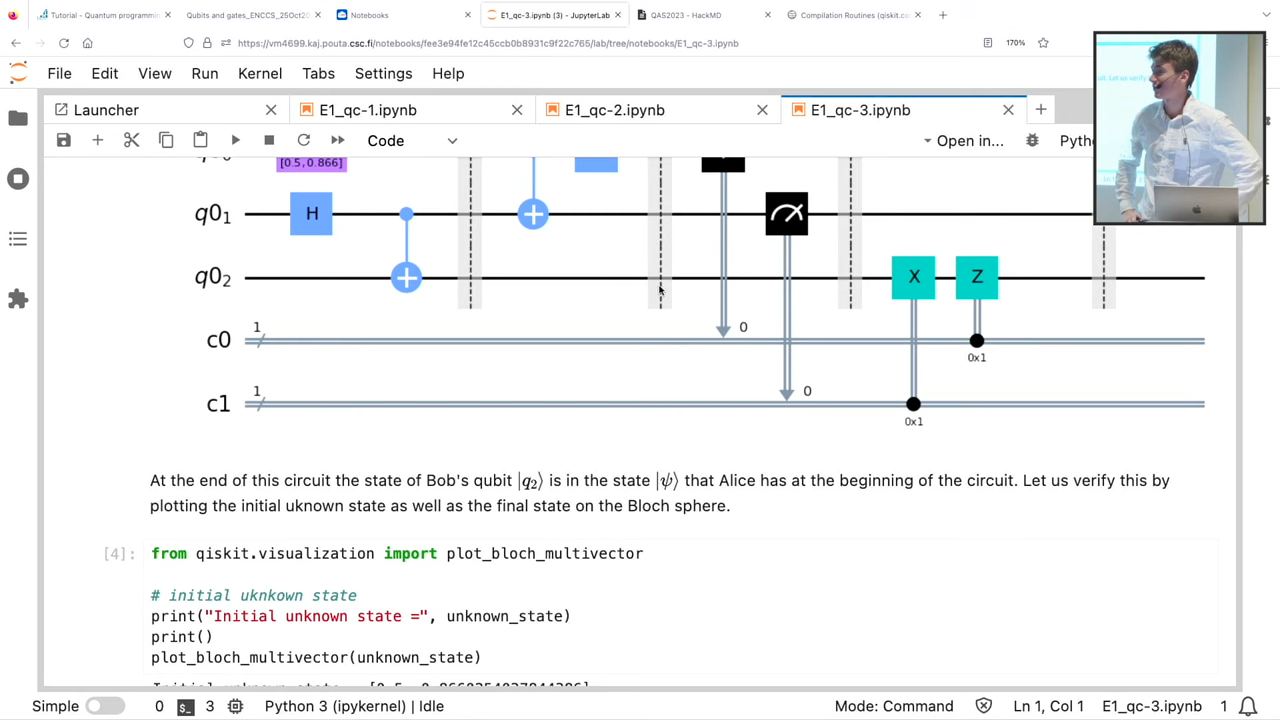 Tutorial - Quantum programmin
Qubits and gates_ENCCS_25Oct20
Notebooks
E1_qc-3.ipynb (3) - JupyterLab
QAS2023 - HackMD
Compilation Routines (qiskit.co
https://vm4699.kaj.pouta.csc.fi/notebooks/fee3e94fe12c45ccb0b8931c9f22c765/lab/tree/notebooks/E1_qc-3.ipynb
170%
File Edit View Run Kernel Tabs Settings Help
Launcher
E1_qc-1.ipynb
E1_qc-2.ipynb
E1_qc-3.ipynb
Code
Open in...
Pyth
[0.5, 0.866]
q0₁
H
q0₂
X
Z
c0
1
0
0x1
c1
1
0
0x1
At the end of this circuit the state of Bob's qubit |q₂⟩ is in the state |ψ⟩ that Alice has at the beginning of the circuit. Let us verify this by
plotting the initial uknown state as well as the final state on the Bloch sphere.
[4]:
from qiskit.visualization import plot_bloch_multivector
# initial uknkown state
print("Initial unknown state =", unknown_state)
print()
plot_bloch_multivector(unknown_state)
Simple
0
3
Python 3 (ipykernel) | Idle
Mode: Command
Ln 1, Col 1
E1_qc-3.ipynb
1